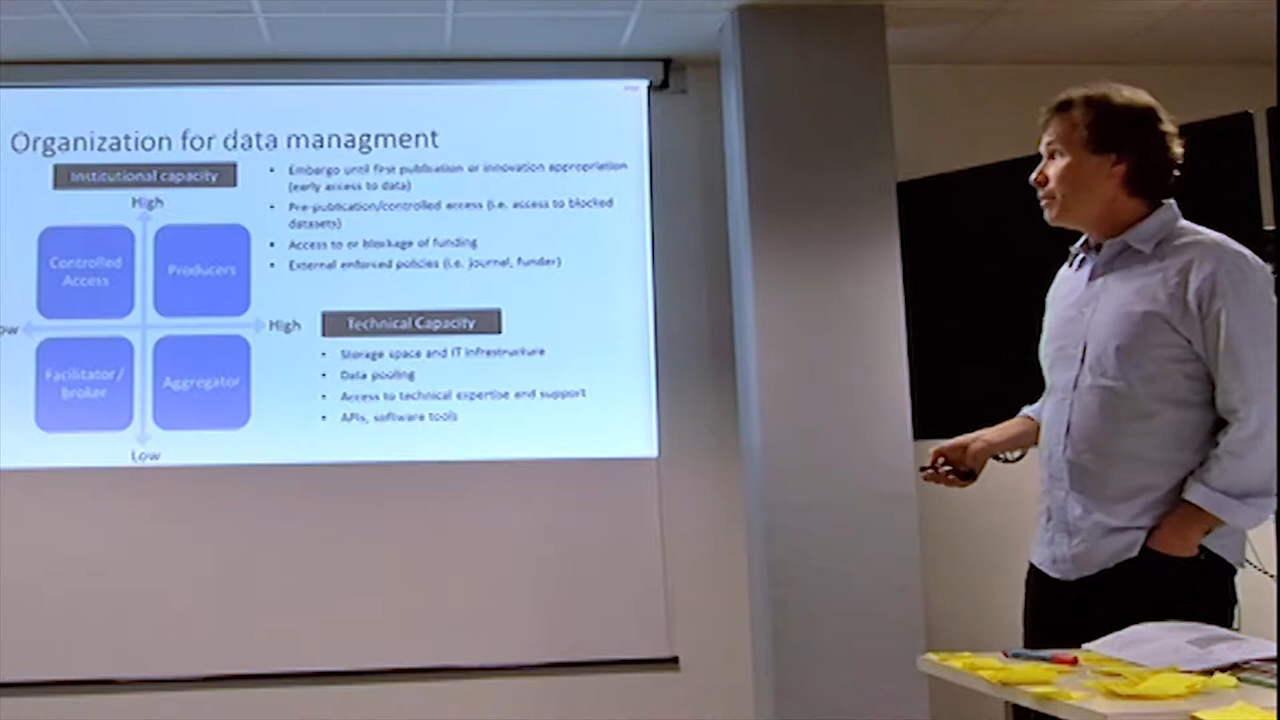 Organization for data managment
Institutional capacity
High
Controlled
Access
Producers
ow
High
Facilitator/
broker
Aggregator
Low
• Embargo until first publication or innovation appropriation
(early access to data)
• Pre-publication/controlled access (i.e. access to blocked
datasets)
• Access to or blockage of funding
• External enforced policies (i.e. journal, funder)
Technical Capacity
• Storage space and IT infrastructure
• Data pooling
• Access to technical expertise and support
• APIs, software tools